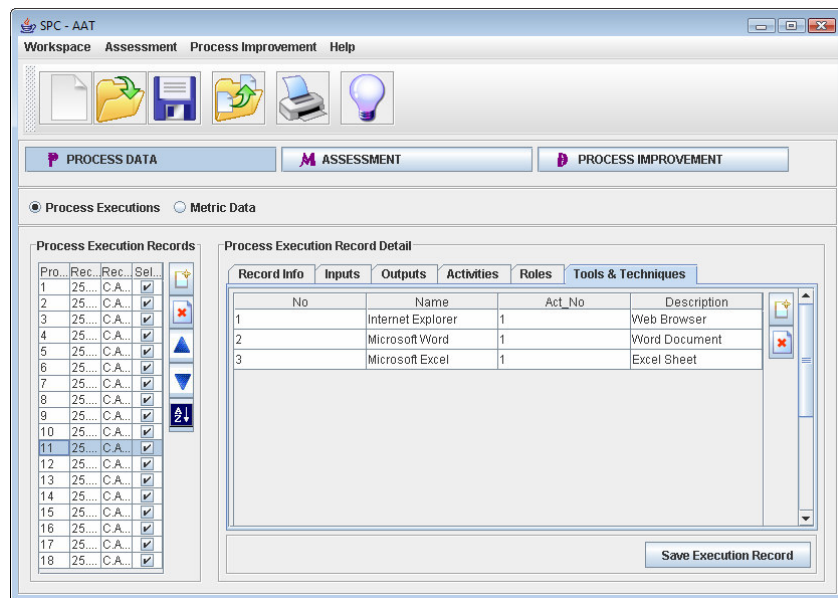 SPC - AAT
Workspace Assessment Process Improvement Help
P PROCESS DATA M ASSESSMENT PROCESS IMPROVEMENT
Process Executions Metric Data
Process Execution Records Process Execution Record Detail
Record Info Inputs Outputs Activities Roles Tools & Techniques
Pro... Rec... Rec... Sel...
No Name Act_No Description
1 25.... C.A...
2 25.... C.A...
3 25.... C.A...
4 25.... C.A...
5 25.... C.A...
6 25.... C.A...
7 25.... C.A...
8 25.... C.A...
9 25.... C.A...
10 25.... C.A...
11 25.... C.A...
12 25.... C.A...
13 25.... C.A...
14 25.... C.A...
15 25.... C.A...
16 25.... C.A...
17 25.... C.A...
18 25.... C.A...
1 Internet Explorer 1 Web Browser
2 Microsoft Word 1 Word Document
3 Microsoft Excel 1 Excel Sheet
Save Execution Record